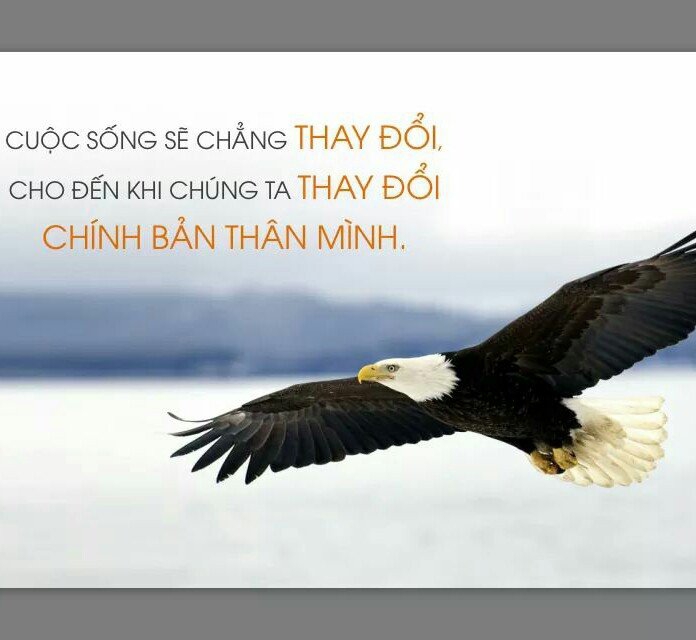 CUỘC SỐNG SẼ CHẲNG THAY ĐỔI,
CHO ĐẾN KHI CHÚNG TA THAY ĐỔI
CHÍNH BẢN THÂN MÌNH.